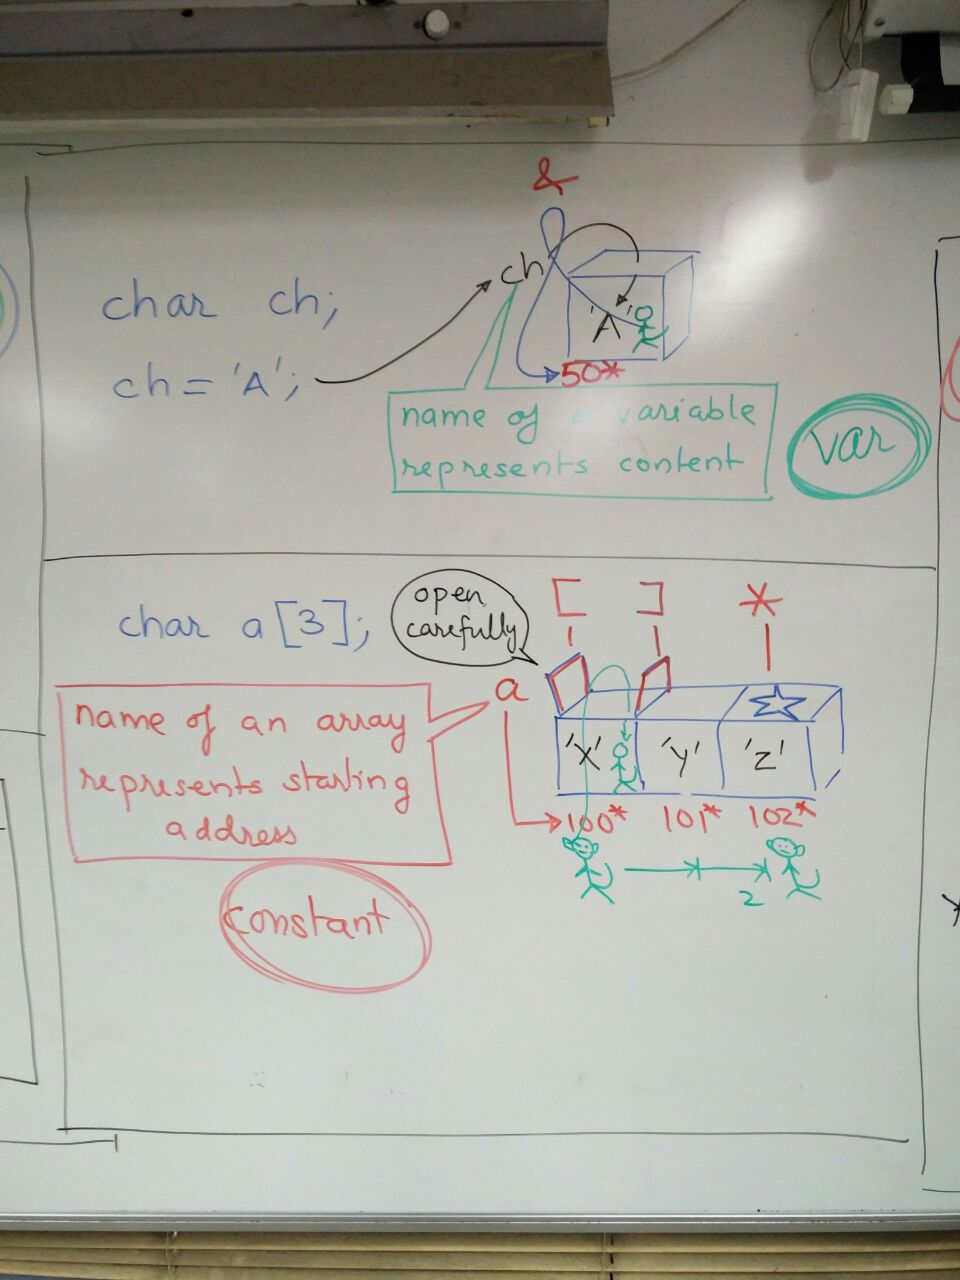 &
char ch;
ch
ch = 'A';
'A'
50*
name of a variable
represents content
var
char a[3];
open
carefully
[ ] *
a
name of an array
represents starting
address
'X' 'Y' 'Z'
100* 101* 102*
2
constant